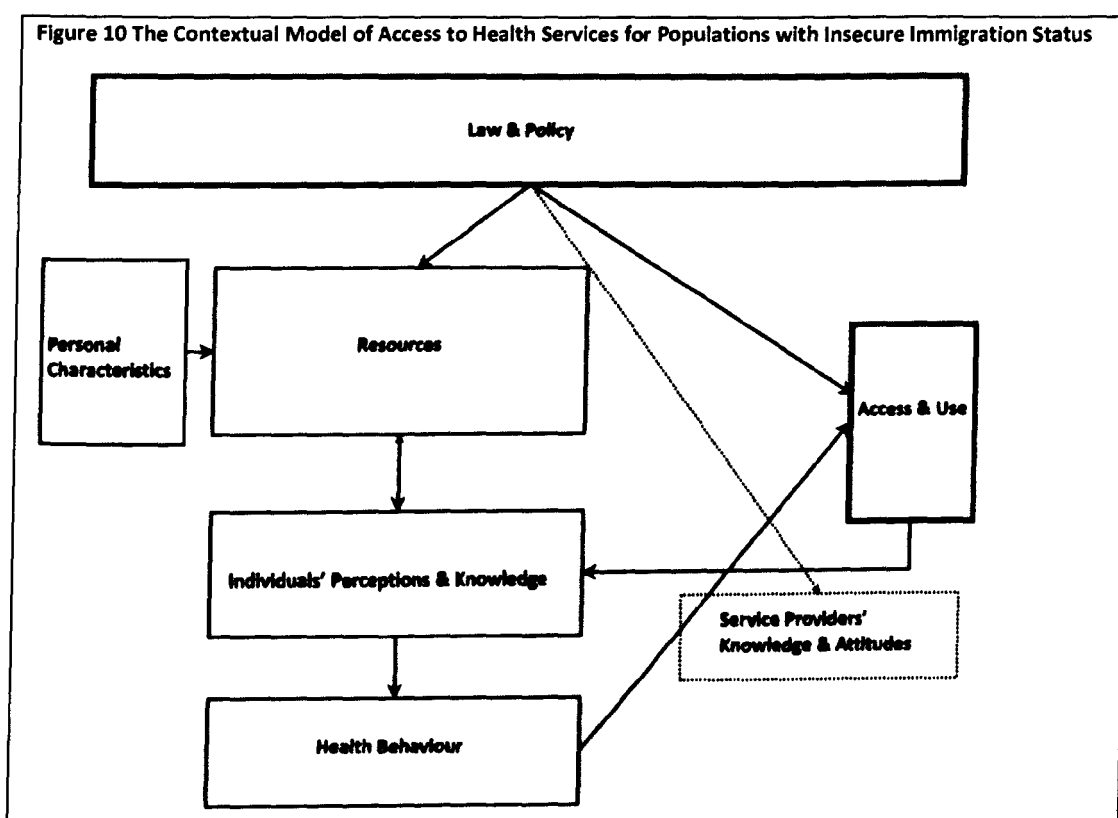 Figure 10 The Contextual Model of Access to Health Services for Populations with Insecure Immigration Status
Law & Policy
Personal
Characteristics
Resources
Access & Use
Individuals' Perceptions & Knowledge
Service Providers'
Knowledge & Attitudes
Health Behaviour